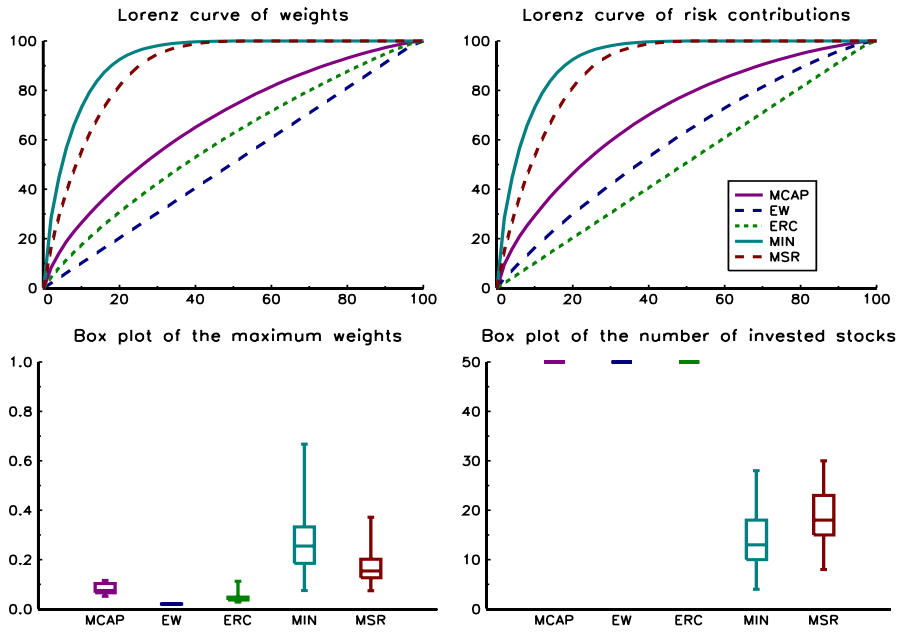 Lorenz curve of weights
100
80
60
40
20
0
0 20 40 60 80 100
Lorenz curve of risk contributions
100
80
60
40
20
0
0 20 40 60 80 100
MCAP
EW
ERC
MIN
MSR
Box plot of the maximum weights
1.0
0.8
0.6
0.4
0.2
0.0
MCAP EW ERC MIN MSR
Box plot of the number of invested stocks
50
40
30
20
10
0
MCAP EW ERC MIN MSR